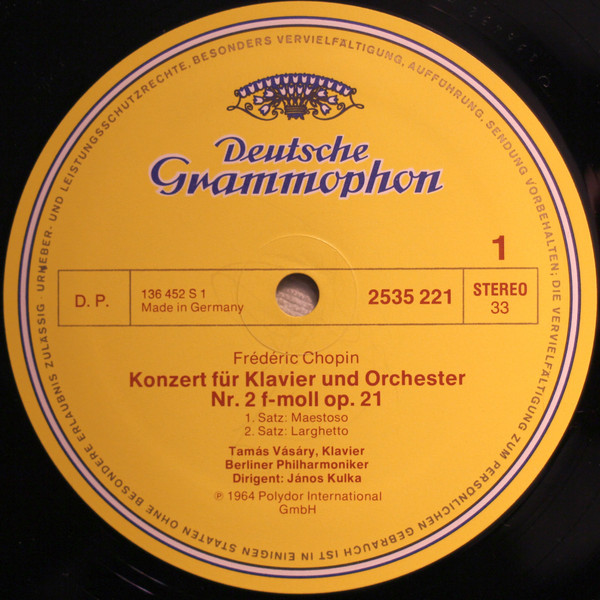 Deutsche
Grammophon
1
D. P.
136 452 S 1
Made in Germany
2535 221
STEREO
33
Frédéric Chopin
Konzert für Klavier und Orchester
Nr. 2 f-moll op. 21
1. Satz: Maestoso
2. Satz: Larghetto
Tamás Vásáry, Klavier
Berliner Philharmoniker
Dirigent: János Kulka
℗ 1964 Polydor International
GmbH
URHEBER- UND LEISTUNGSSCHUTZRECHTE, BESONDERS VERVIELFÄLTIGUNG, AUFFÜHRUNG, SENDUNG VORBEHALTEN; DIE VERVIELFÄLTIGUNG ZUM PERSÖNLICHEN GEBRAUCH IST IN EINIGEN STAATEN OHNE BESONDERE ERLAUBNIS ZULÄSSIG ·